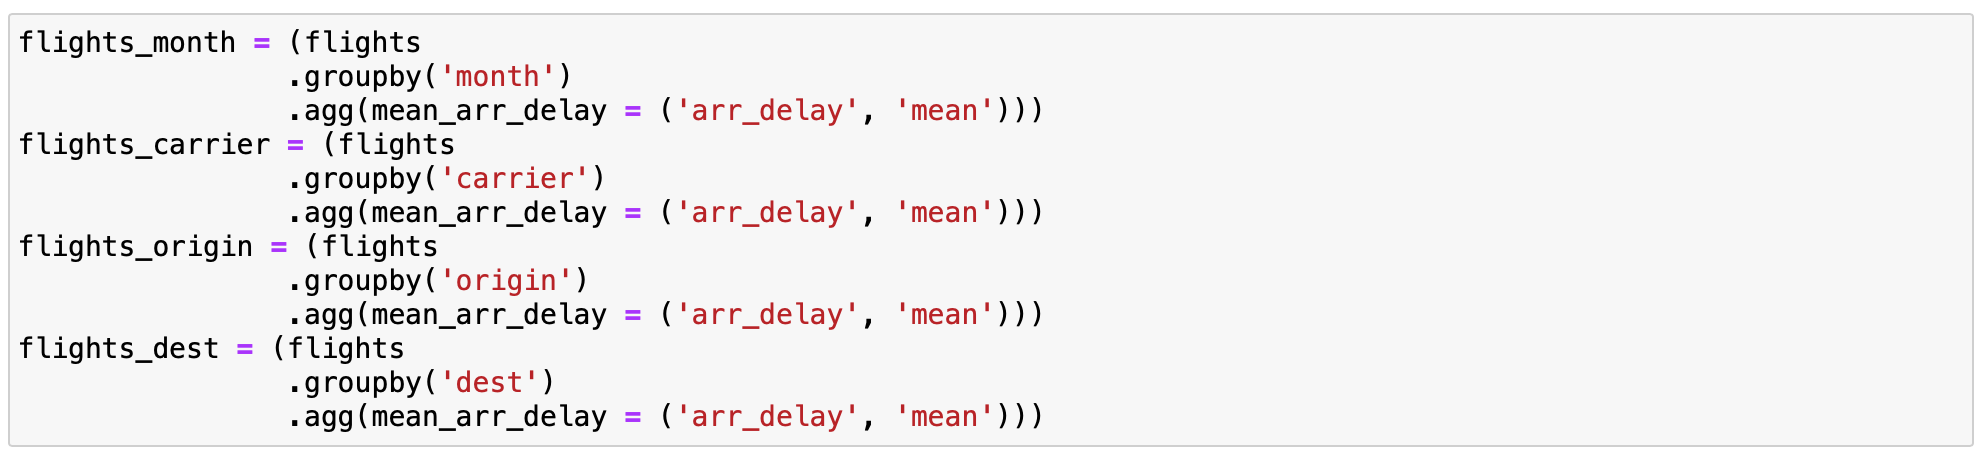 flights_month = (flights
                .groupby('month')
                .agg(mean_arr_delay = ('arr_delay', 'mean')))
flights_carrier = (flights
                .groupby('carrier')
                .agg(mean_arr_delay = ('arr_delay', 'mean')))
flights_origin = (flights
                .groupby('origin')
                .agg(mean_arr_delay = ('arr_delay', 'mean')))
flights_dest = (flights
                .groupby('dest')
                .agg(mean_arr_delay = ('arr_delay', 'mean')))